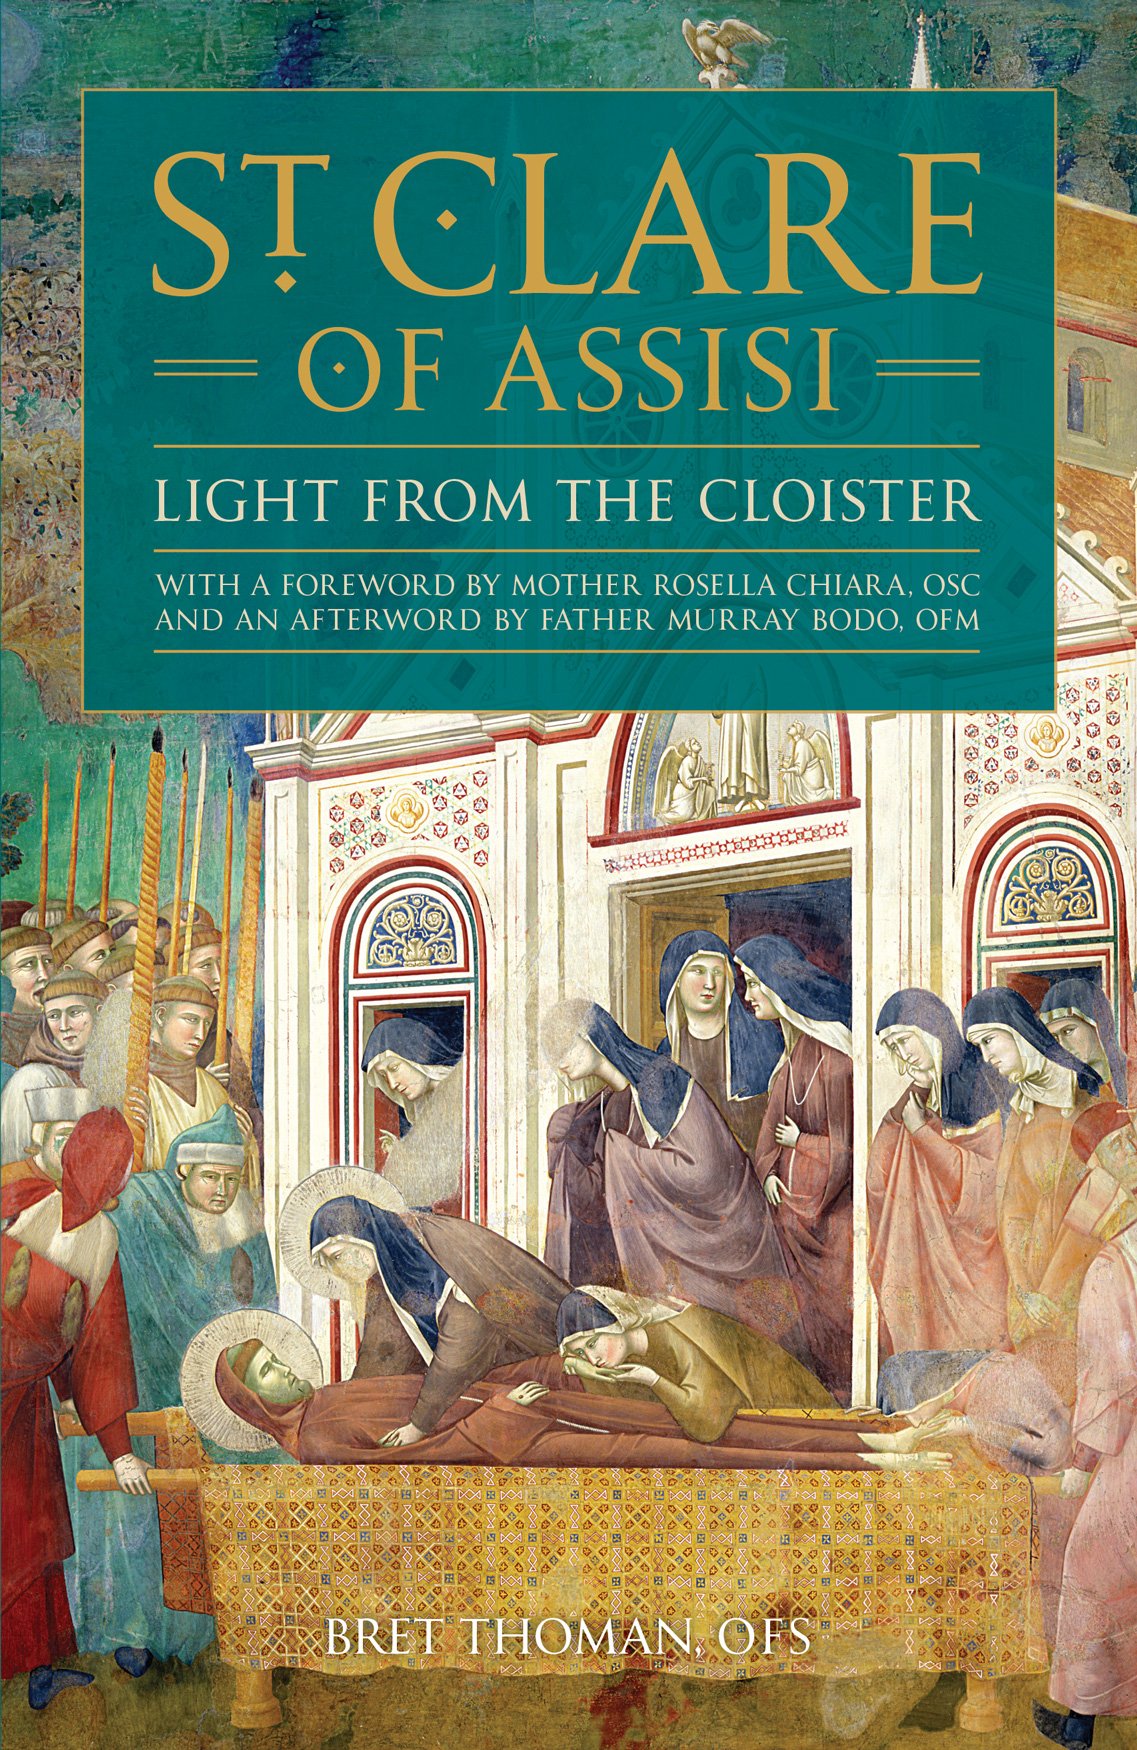 ST CLARE
OF ASSISI
LIGHT FROM THE CLOISTER
WITH A FOREWORD BY MOTHER ROSELLA CHIARA, OSC
AND AN AFTERWORD BY FATHER MURRAY BODO, OFM
BRET THOMAN, OFS